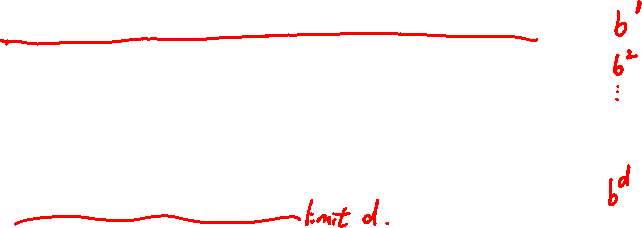 b¹
b²
⋮
b^d
limit d.